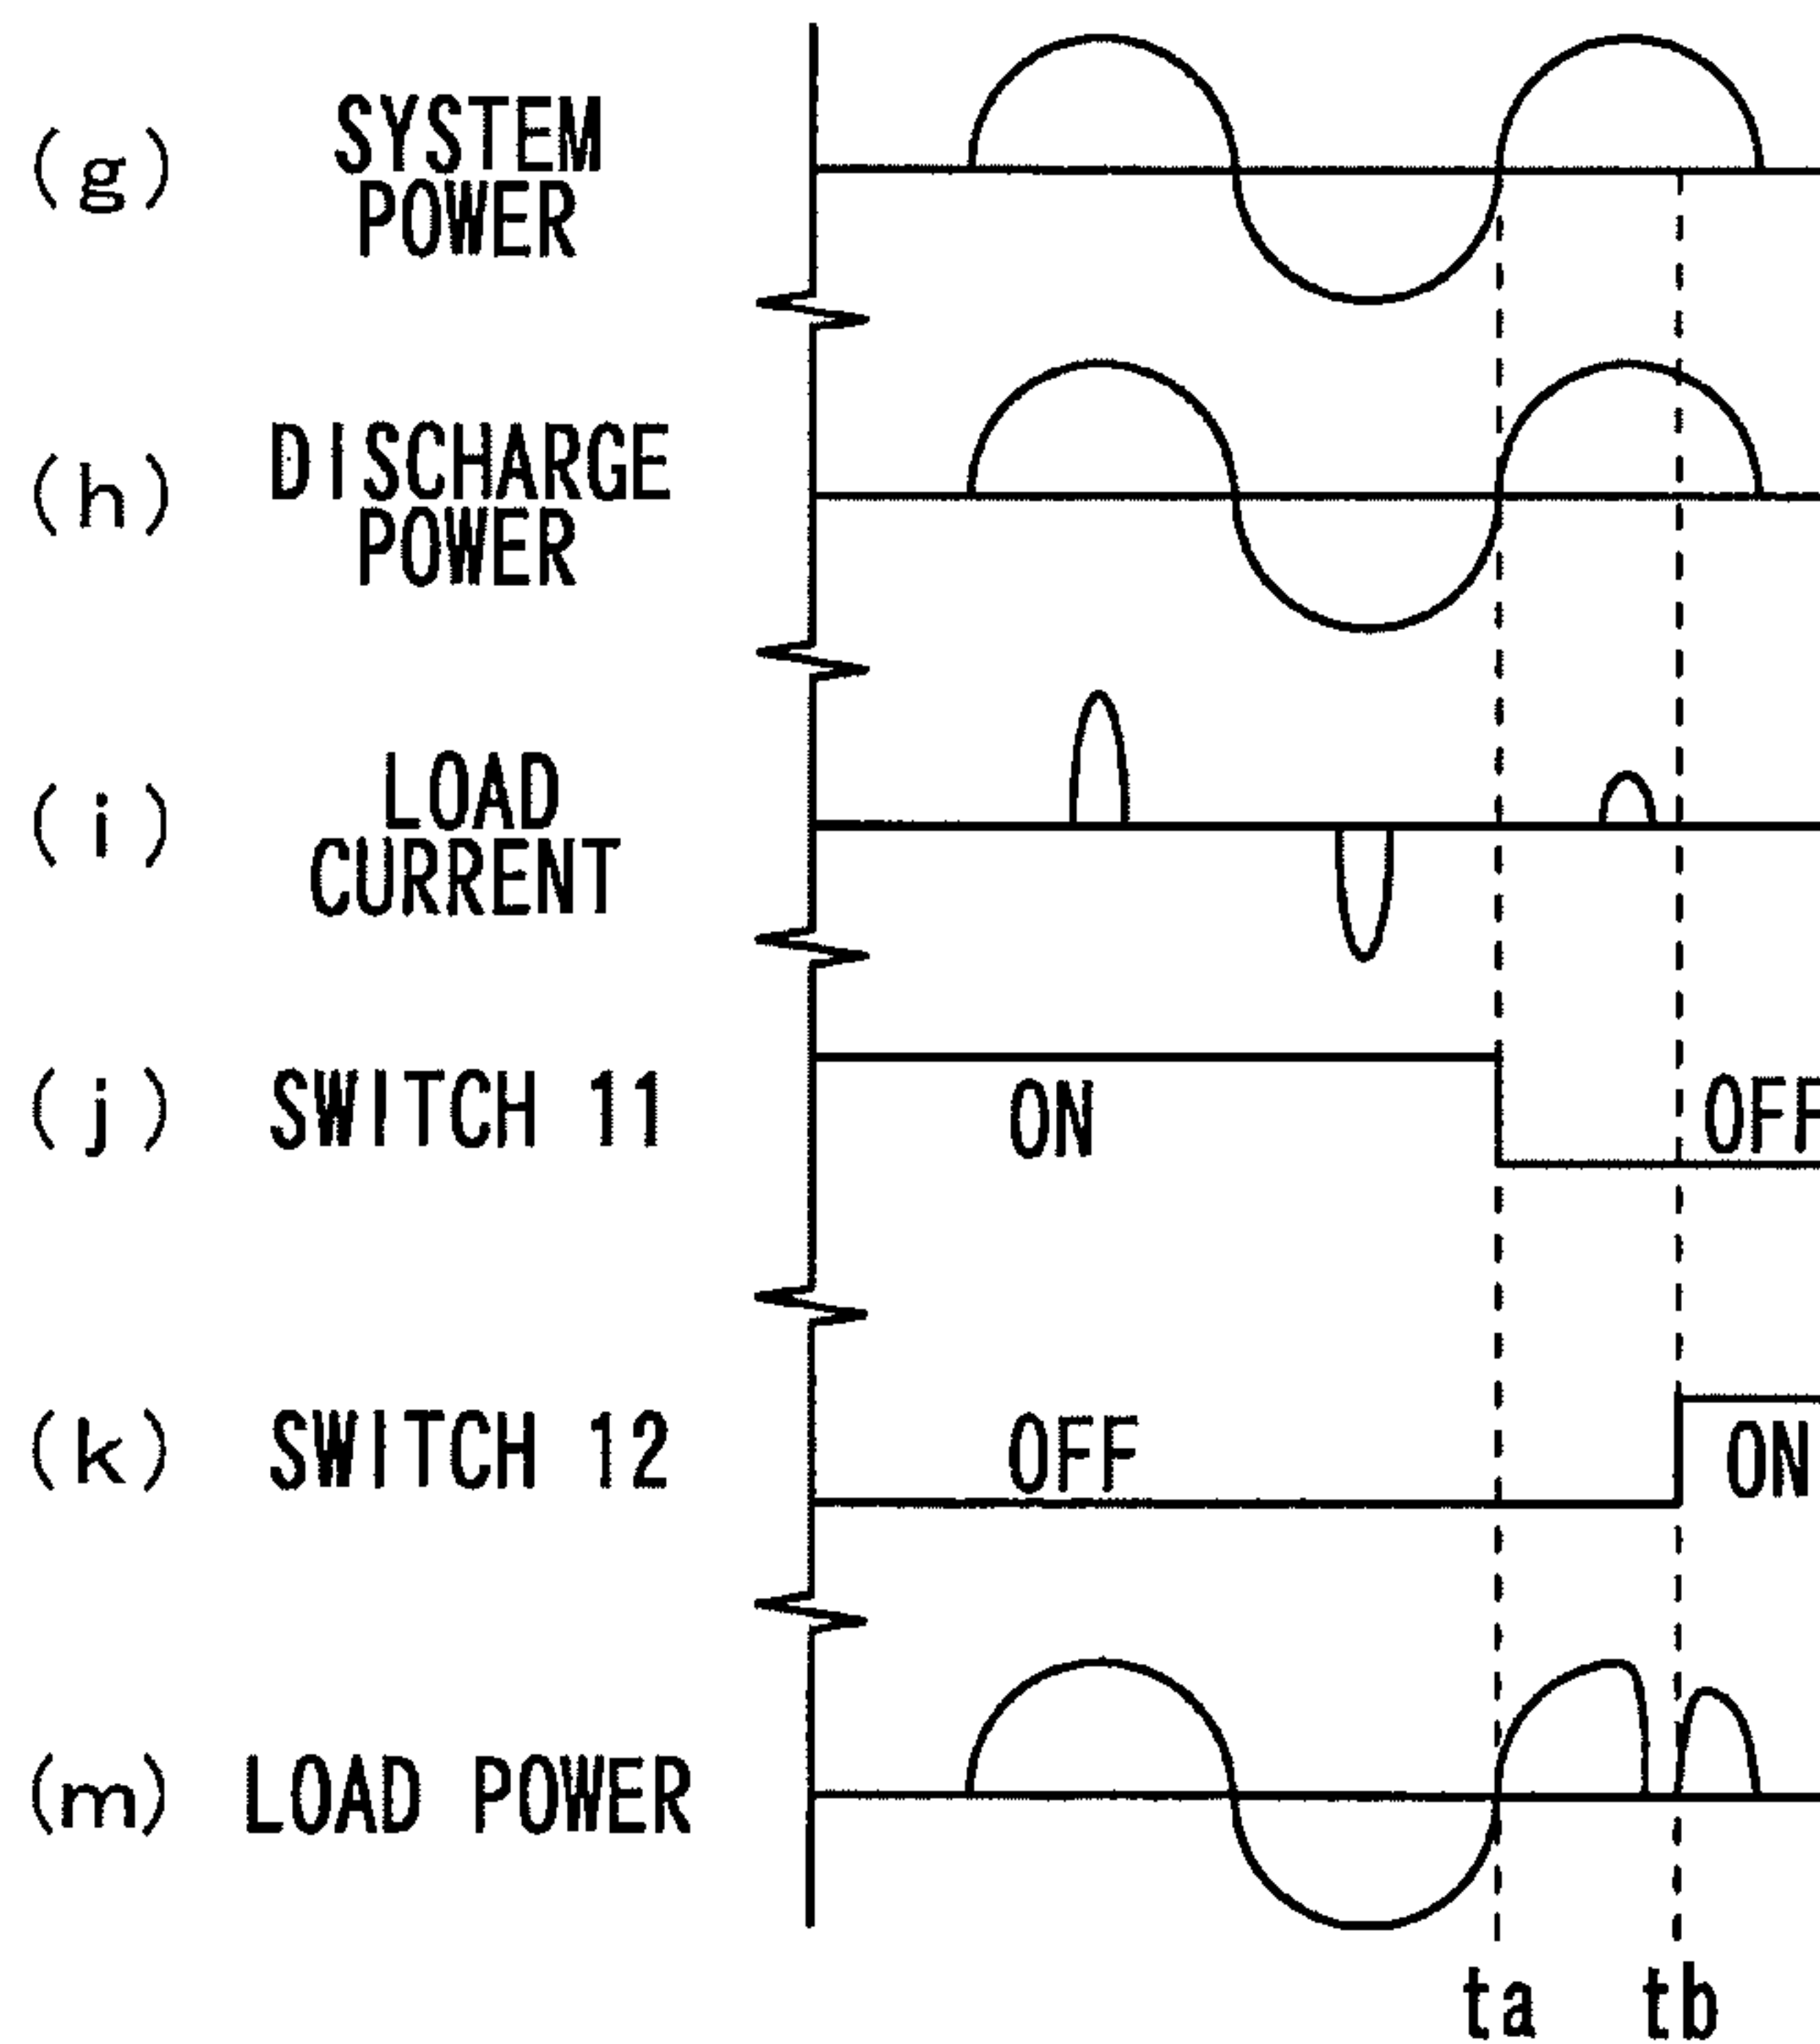 (g) SYSTEM
POWER
(h) DISCHARGE
POWER
(i) LOAD
CURRENT
(j) SWITCH 11 ON OFF
(k) SWITCH 12 OFF ON
(m) LOAD POWER
ta tb